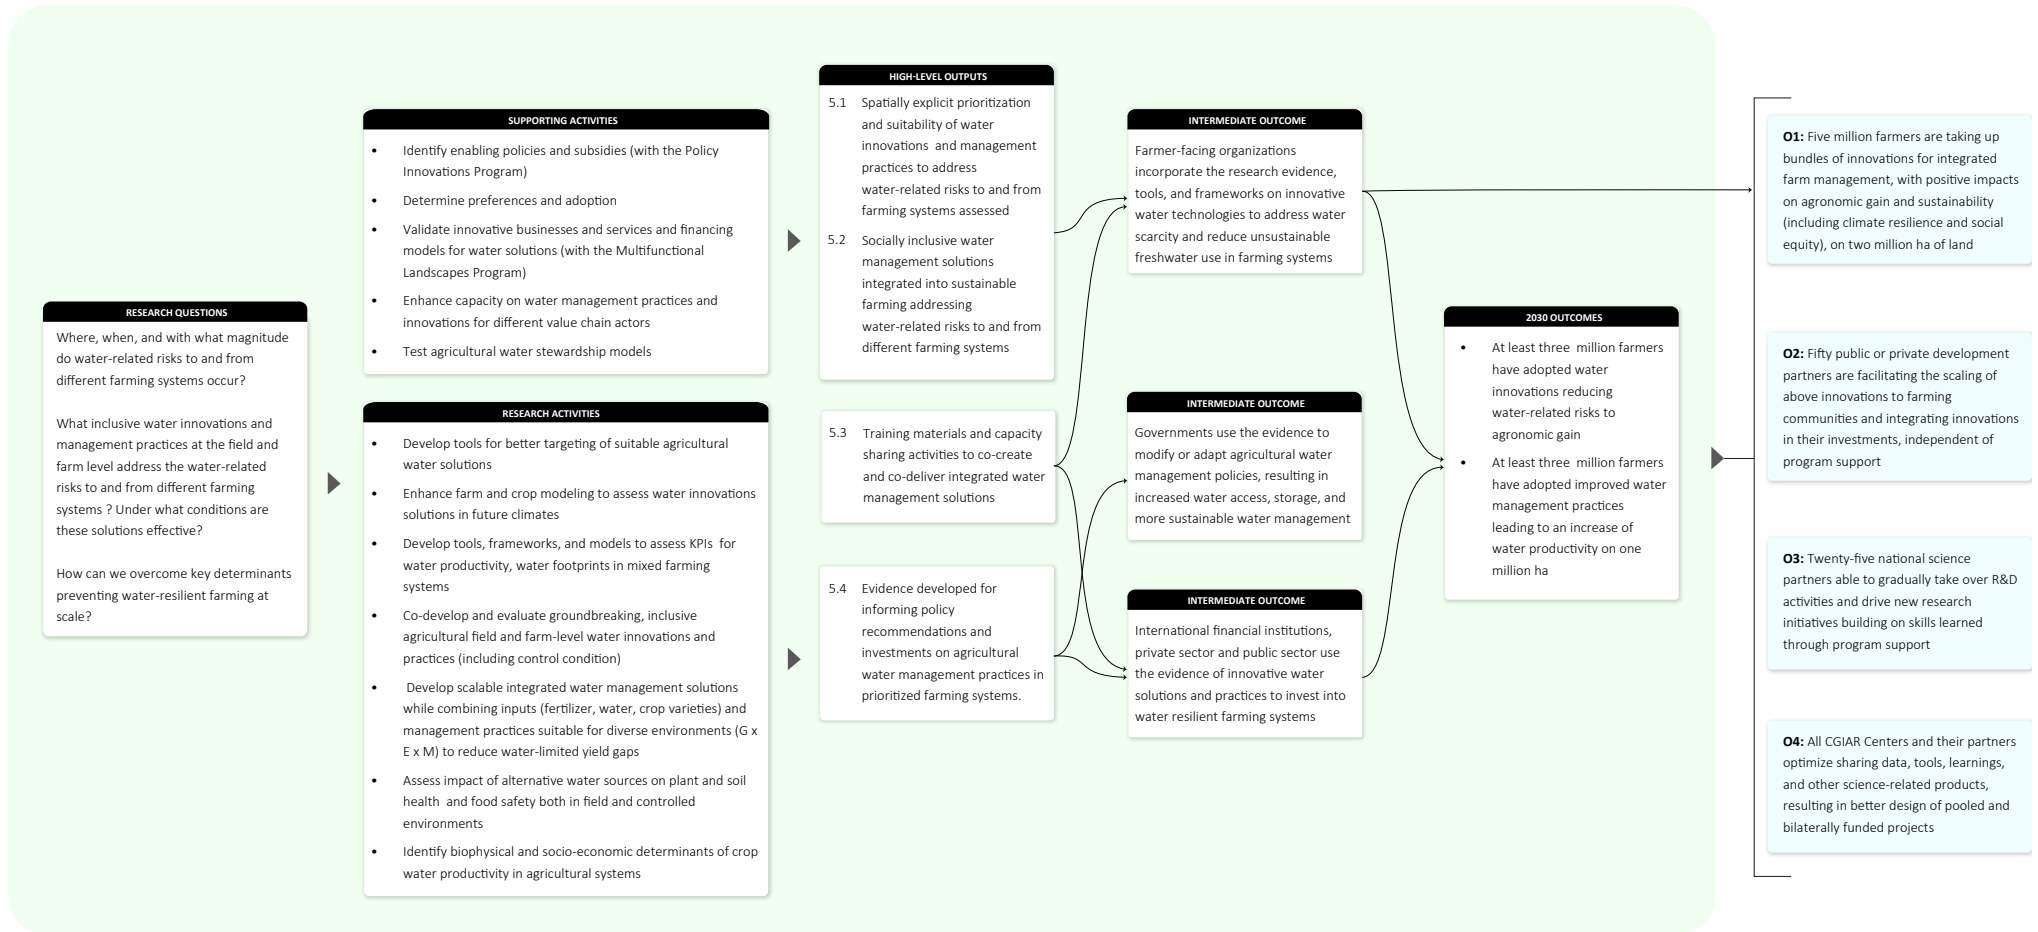 RESEARCH QUESTIONS
Where, when, and with what magnitude
do water-related risks to and from
different farming systems occur?
What inclusive water innovations and
management practices at the field and
farm level address the water-related
risks to and from different farming
systems ? Under what conditions are
these solutions effective?
How can we overcome key determinants
preventing water-resilient farming at
scale?
SUPPORTING ACTIVITIES
• Identify enabling policies and subsidies (with the Policy
Innovations Program)
• Determine preferences and adoption
• Validate innovative businesses and services and financing
models for water solutions (with the Multifunctional
Landscapes Program)
• Enhance capacity on water management practices and
innovations for different value chain actors
• Test agricultural water stewardship models
RESEARCH ACTIVITIES
• Develop tools for better targeting of suitable agricultural
water solutions
• Enhance farm and crop modeling to assess water innovations
solutions in future climates
• Develop tools, frameworks, and models to assess KPIs for
water productivity, water footprints in mixed farming
systems
• Co-develop and evaluate groundbreaking, inclusive
agricultural field and farm-level water innovations and
practices (including control condition)
• Develop scalable integrated water management solutions
while combining inputs (fertilizer, water, crop varieties) and
management practices suitable for diverse environments (G x
E x M) to reduce water-limited yield gaps
• Assess impact of alternative water sources on plant and soil
health and food safety both in field and controlled
environments
• Identify biophysical and socio-economic determinants of crop
water productivity in agricultural systems
HIGH-LEVEL OUTPUTS
5.1 Spatially explicit prioritization
and suitability of water
innovations and management
practices to address
water-related risks to and from
farming systems assessed
5.2 Socially inclusive water
management solutions
integrated into sustainable
farming addressing
water-related risks to and from
different farming systems
5.3 Training materials and capacity
sharing activities to co-create
and co-deliver integrated water
management solutions
5.4 Evidence developed for
informing policy
recommendations and
investments on agricultural
water management practices in
prioritized farming systems.
INTERMEDIATE OUTCOME
Farmer-facing organizations
incorporate the research evidence,
tools, and frameworks on innovative
water technologies to address water
scarcity and reduce unsustainable
freshwater use in farming systems
INTERMEDIATE OUTCOME
Governments use the evidence to
modify or adapt agricultural water
management policies, resulting in
increased water access, storage, and
more sustainable water management
INTERMEDIATE OUTCOME
International financial institutions,
private sector and public sector use
the evidence of innovative water
solutions and practices to invest into
water resilient farming systems
2030 OUTCOMES
• At least three million farmers
have adopted water
innovations reducing
water-related risks to
agronomic gain
• At least three million farmers
have adopted improved water
management practices
leading to an increase of
water productivity on one
million ha
O1: Five million farmers are taking up
bundles of innovations for integrated
farm management, with positive impacts
on agronomic gain and sustainability
(including climate resilience and social
equity), on two million ha of land
O2: Fifty public or private development
partners are facilitating the scaling of
above innovations to farming
communities and integrating innovations
in their investments, independent of
program support
O3: Twenty-five national science
partners able to gradually take over R&D
activities and drive new research
initiatives building on skills learned
through program support
O4: All CGIAR Centers and their partners
optimize sharing data, tools, learnings,
and other science-related products,
resulting in better design of pooled and
bilaterally funded projects